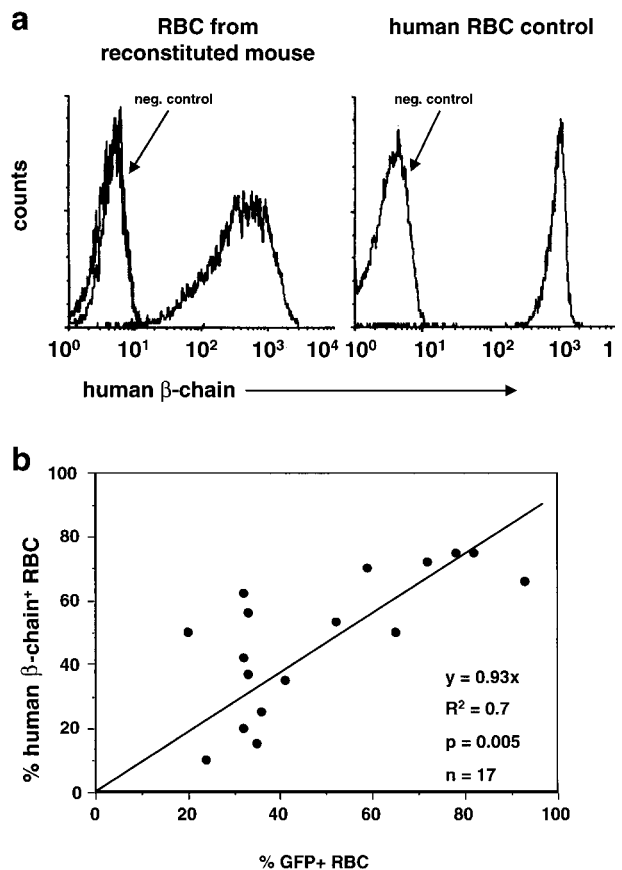 a
RBC from
reconstituted mouse
human RBC control
neg. control
neg. control
counts
10⁰ 10¹ 10² 10³ 10⁴
10⁰ 10¹ 10² 10³ 1
human β-chain
b
100
80
60
40
20
0
% human β-chain⁺ RBC
y = 0.93x
R² = 0.7
p = 0.005
n = 17
0 20 40 60 80 100
% GFP+ RBC